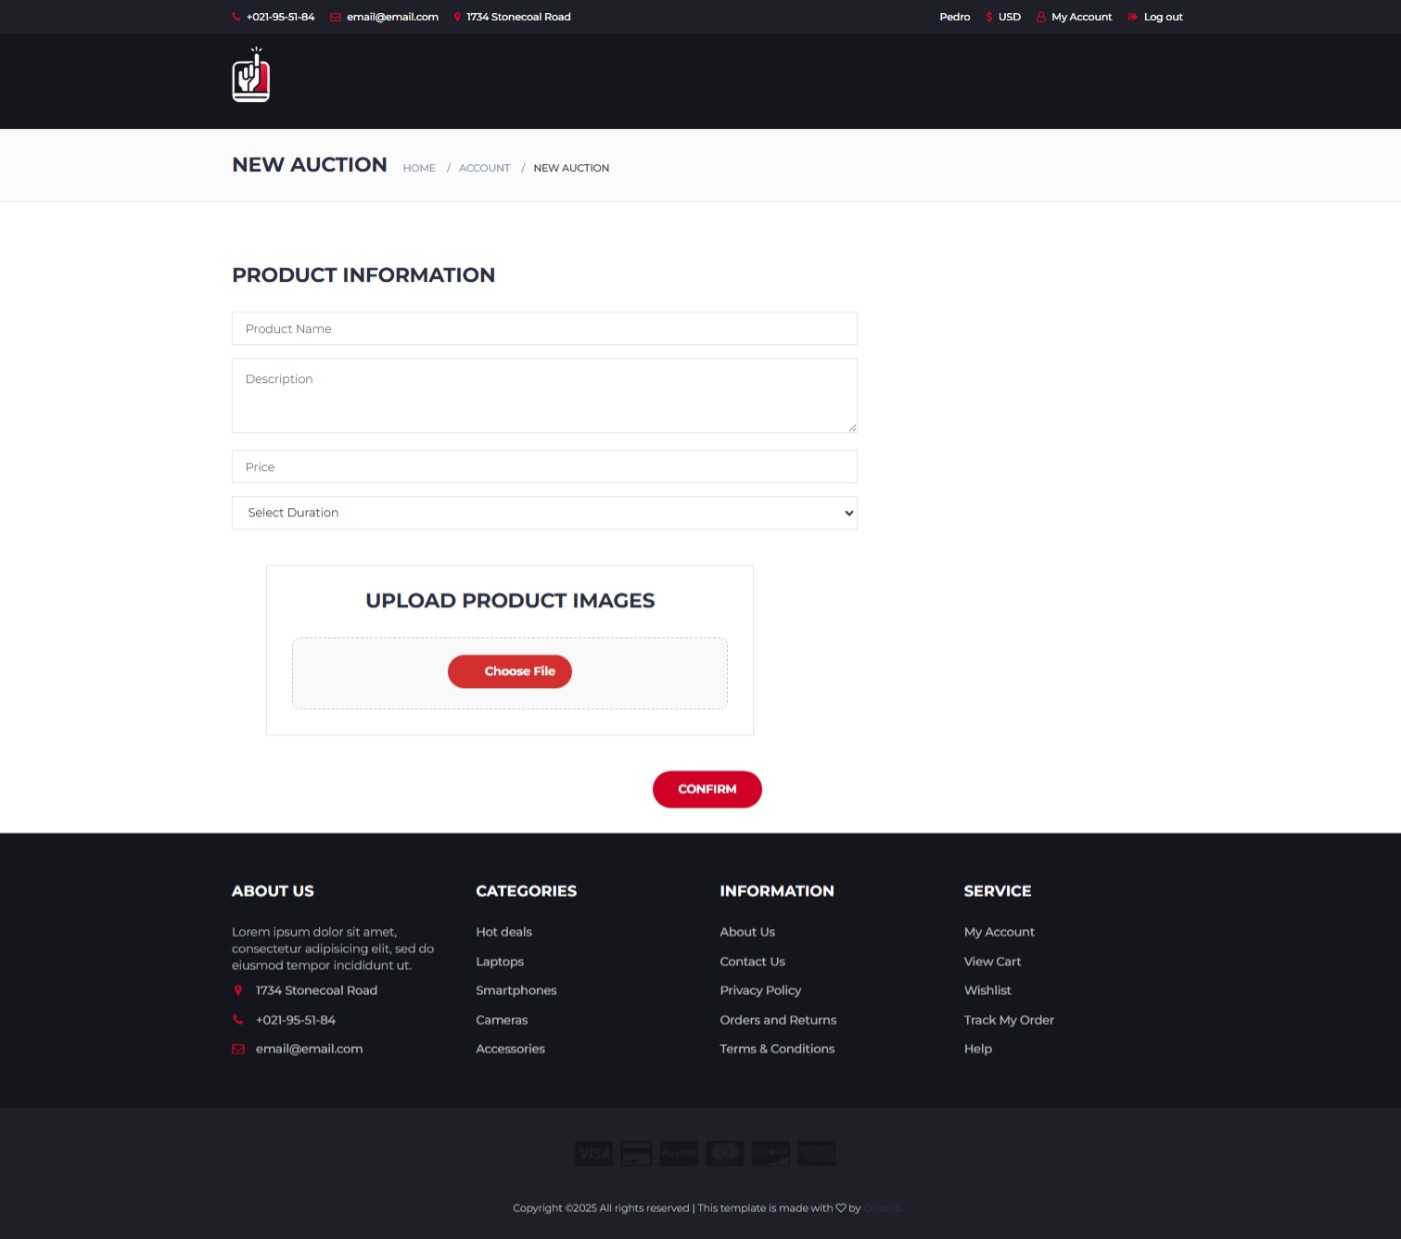 +021-95-51-84 email@email.com 1734 Stonecoal Road Pedro $ USD My Account Log out
NEW AUCTION HOME / ACCOUNT / NEW AUCTION
PRODUCT INFORMATION
Product Name
Description
Price
Select Duration
UPLOAD PRODUCT IMAGES
Choose File
CONFIRM
ABOUT US
Lorem ipsum dolor sit amet,
consectetur adipisicing elit, sed do
eiusmod tempor incididunt ut.
1734 Stonecoal Road
+021-95-51-84
email@email.com
CATEGORIES
Hot deals
Laptops
Smartphones
Cameras
Accessories
INFORMATION
About Us
Contact Us
Privacy Policy
Orders and Returns
Terms & Conditions
SERVICE
My Account
View Cart
Wishlist
Track My Order
Help
VISA PayPal
Copyright ©2025 All rights reserved | This template is made with ♡ by Colorlib